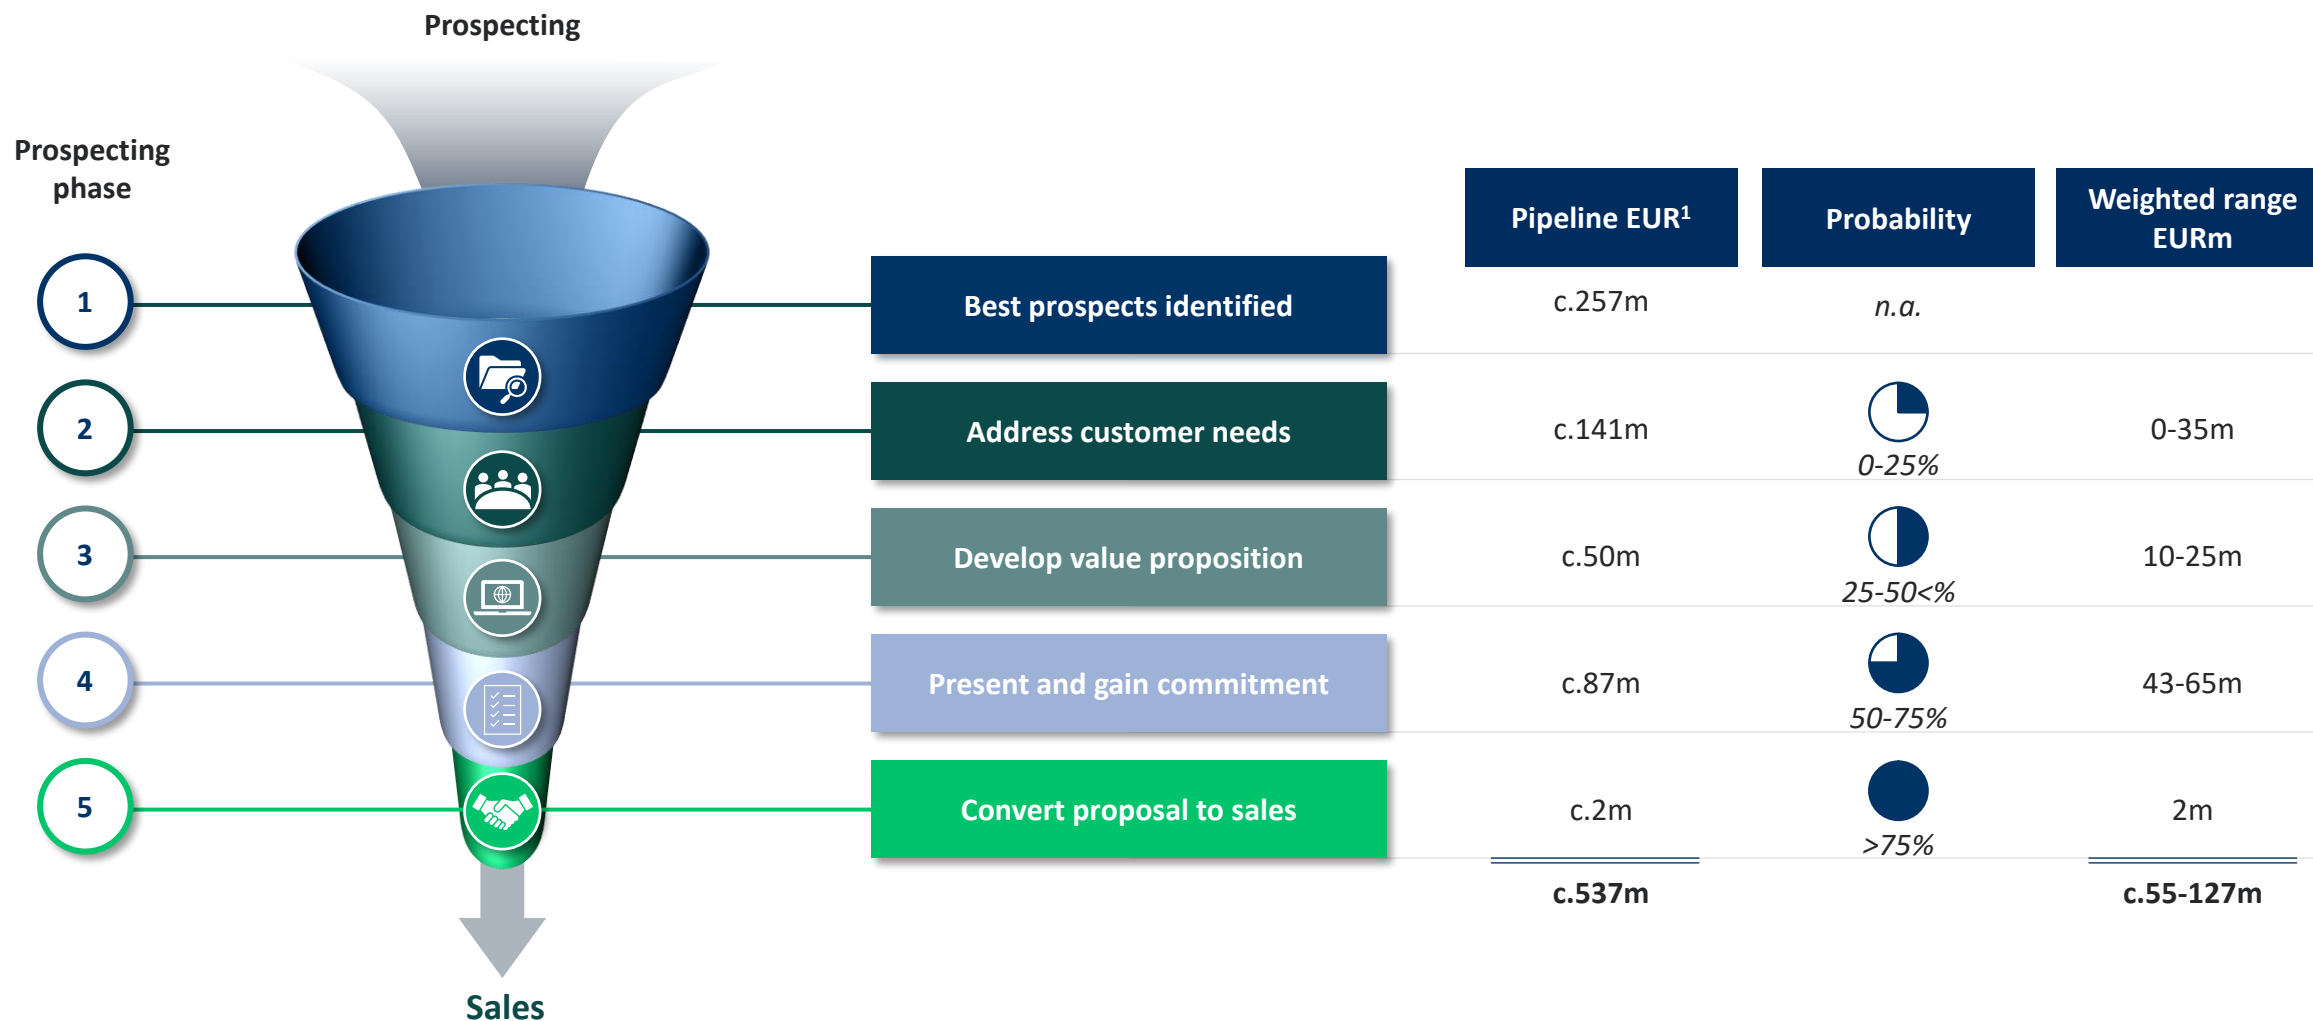 Prospecting
Prospecting
phase
Pipeline EUR¹
Probability
Weighted range
EURm
1
Best prospects identified
c.257m
n.a.
2
Address customer needs
c.141m
0-25%
0-35m
3
Develop value proposition
c.50m
25-50<%
10-25m
4
Present and gain commitment
c.87m
50-75%
43-65m
5
Convert proposal to sales
c.2m
>75%
2m
c.537m
c.55-127m
Sales